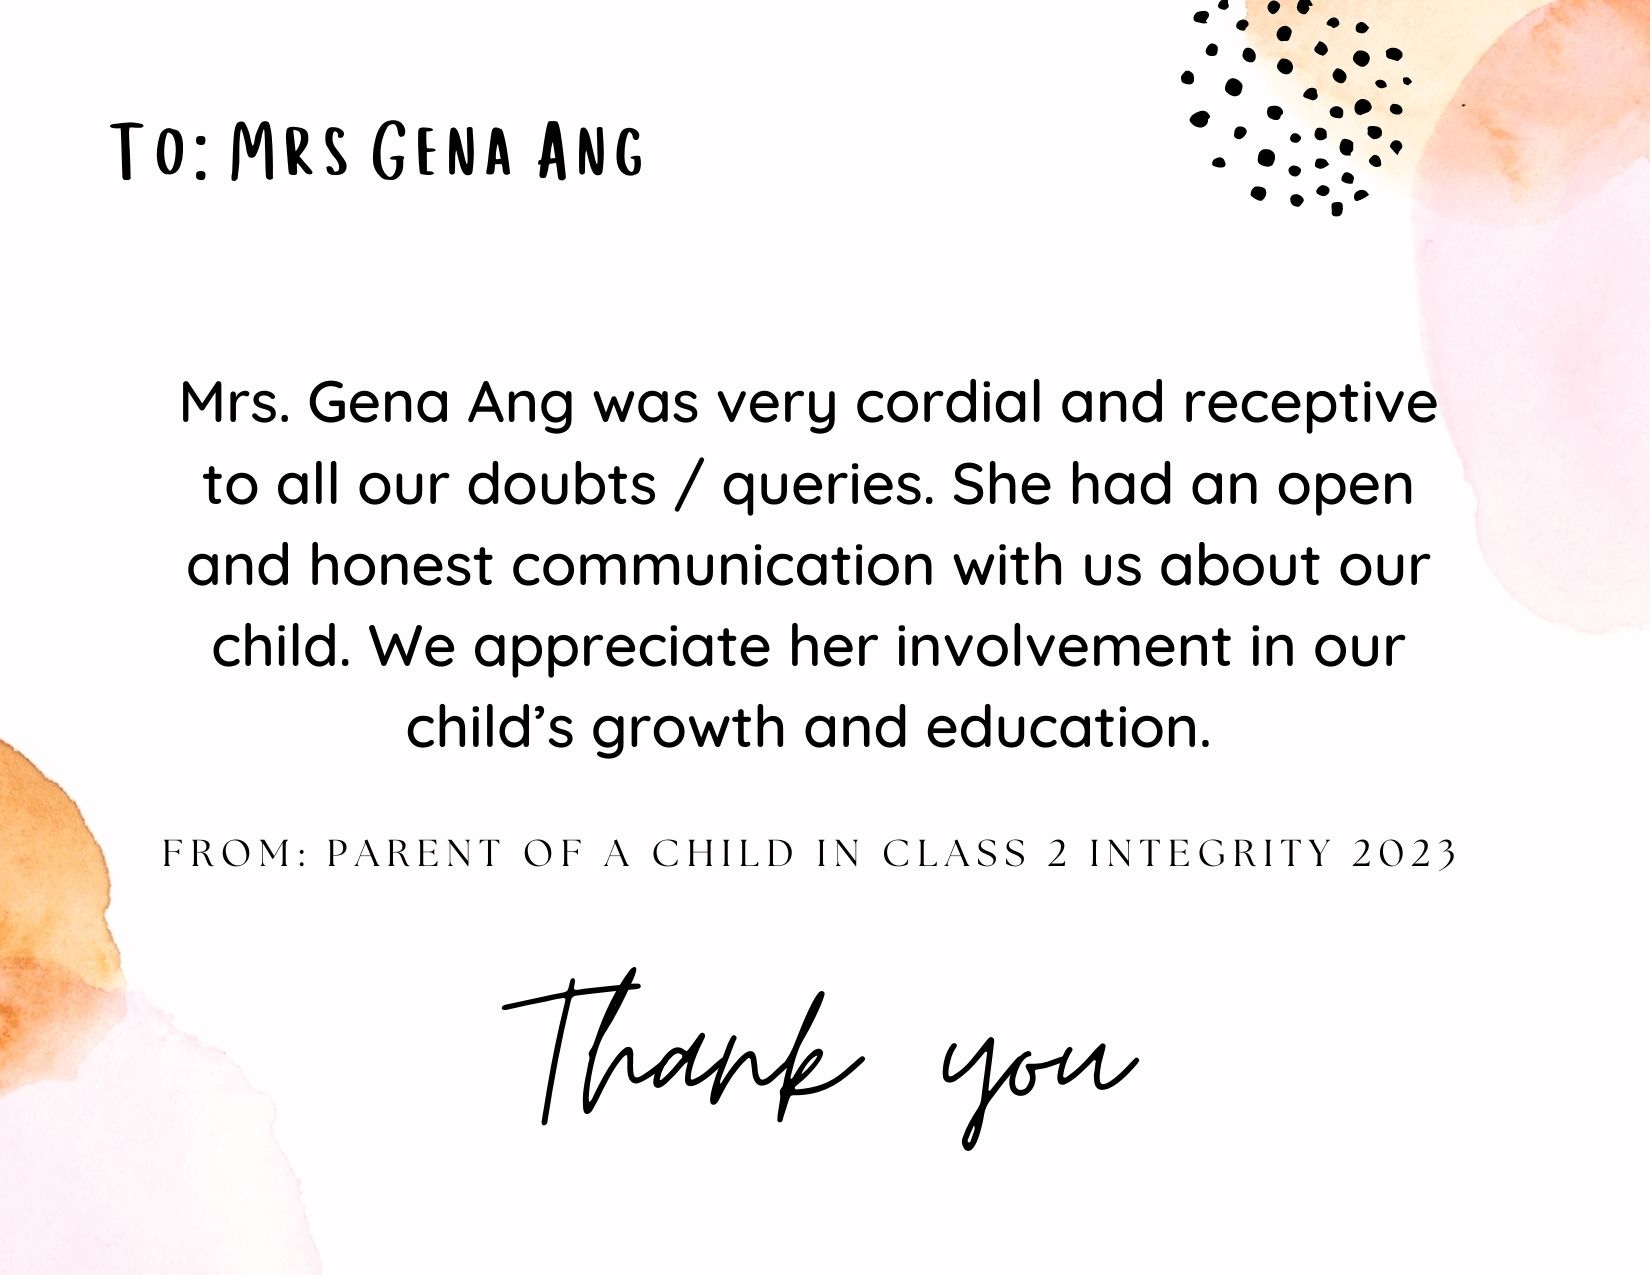 To: Mrs Gena Ang
Mrs. Gena Ang was very cordial and receptive
to all our doubts / queries. She had an open
and honest communication with us about our
child. We appreciate her involvement in our
child’s growth and education.
FROM: PARENT OF A CHILD IN CLASS 2 INTEGRITY 2023
Thank you